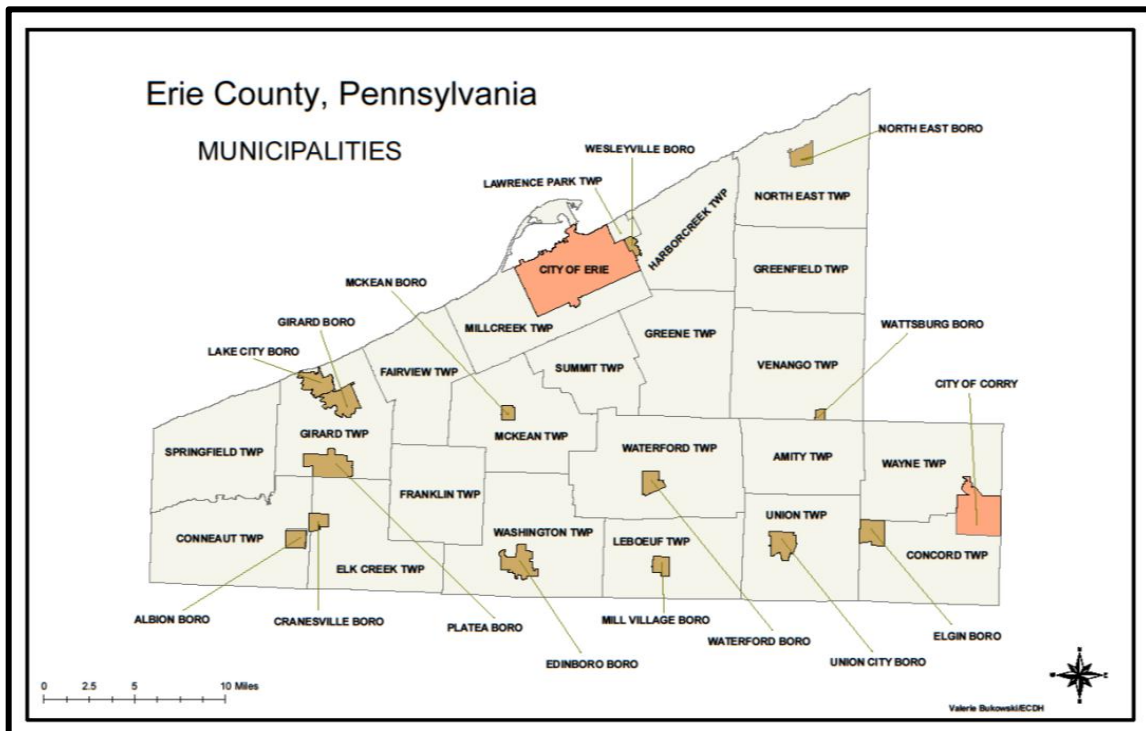 Erie County, Pennsylvania
MUNICIPALITIES
NORTH EAST BORO
WESLEYVILLE BORO
LAWRENCE PARK TWP
NORTH EAST TWP
HARBORCREEK TWP
CITY OF ERIE
GREENFIELD TWP
MCKEAN BORO
GIRARD BORO
MILLCREEK TWP
GREENE TWP
WATTSBURG BORO
LAKE CITY BORO
FAIRVIEW TWP
SUMMIT TWP
VENANGO TWP
CITY OF CORRY
GIRARD TWP
MCKEAN TWP
SPRINGFIELD TWP
WATERFORD TWP
AMITY TWP
WAYNE TWP
FRANKLIN TWP
UNION TWP
CONNEAUT TWP
WASHINGTON TWP
LEBOEUF TWP
CONCORD TWP
ELK CREEK TWP
ALBION BORO
CRANESVILLE BORO
PLATEA BORO
MILL VILLAGE BORO
WATERFORD BORO
ELGIN BORO
EDINBORO BORO
UNION CITY BORO
0 2.5 5 10 Miles
Valerie Bukowski/ECDH